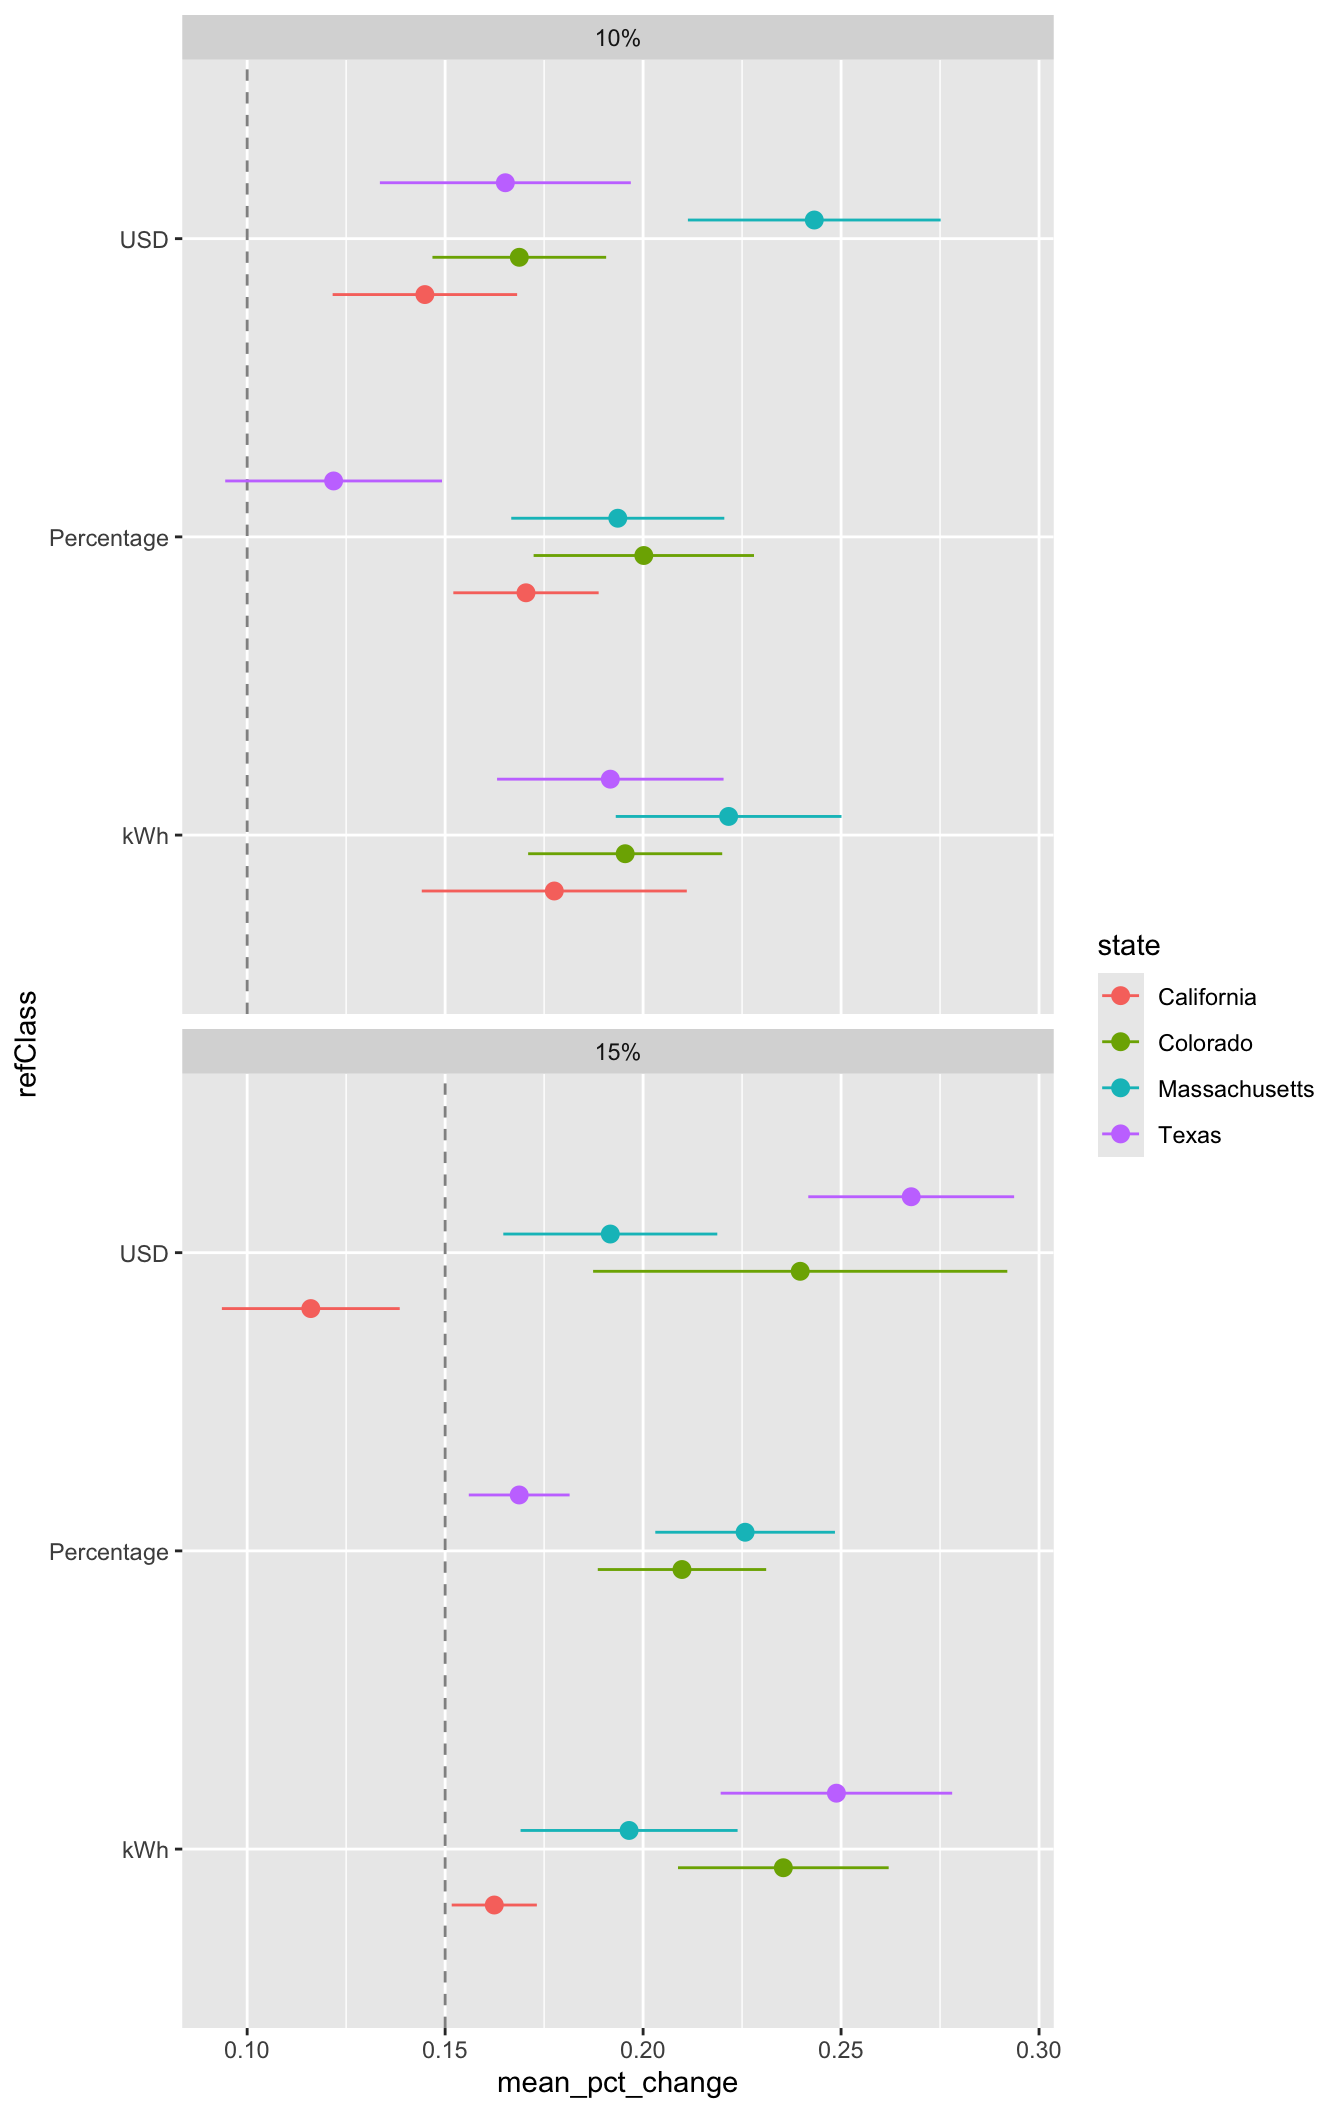 10%
USD
Percentage
kWh
15%
USD
Percentage
kWh
0.10 0.15 0.20 0.25 0.30
mean_pct_change
refClass
state
California
Colorado
Massachusetts
Texas